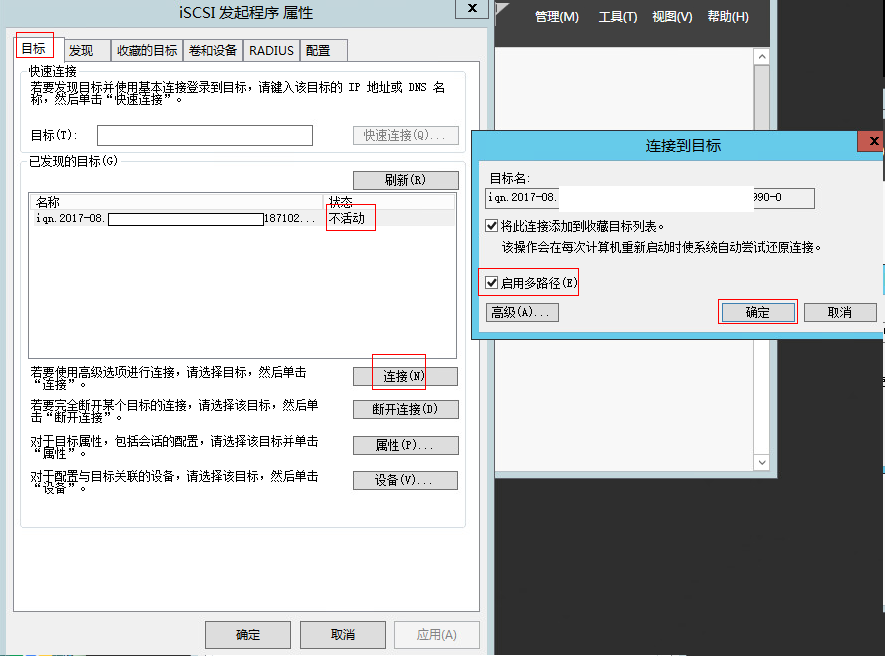 iSCSI 发起程序 属性
x
目标
发现
收藏的目标
卷和设备
RADIUS
配置
快速连接
若要发现目标并使用基本连接登录到目标，请键入该目标的 IP 地址或 DNS 名
称，然后单击“快速连接”。
目标(T):
快速连接(Q)...
已发现的目标(G)
刷新(R)
名称
状态
iqn.2017-08.
187102...
不活动
若要使用高级选项进行连接，请选择目标，然后单击
“连接”。
连接(N)
若要完全断开某个目标的连接，请选择该目标，然后单
击“断开连接”。
断开连接(D)
对于目标属性，包括会话的配置，请选择该目标并单击
“属性”。
属性(P)...
对于配置与目标关联的设备，请选择该目标，然后单击
“设备”。
设备(V)...
确定
取消
应用(A)
管理(M)
工具(T)
视图(V)
帮助(H)
连接到目标
x
目标名:
iqn.2017-08.
990-0
将此连接添加到收藏目标列表。
该操作会在每次计算机重新启动时使系统自动尝试还原连接。
启用多路径(E)
高级(A)...
确定
取消